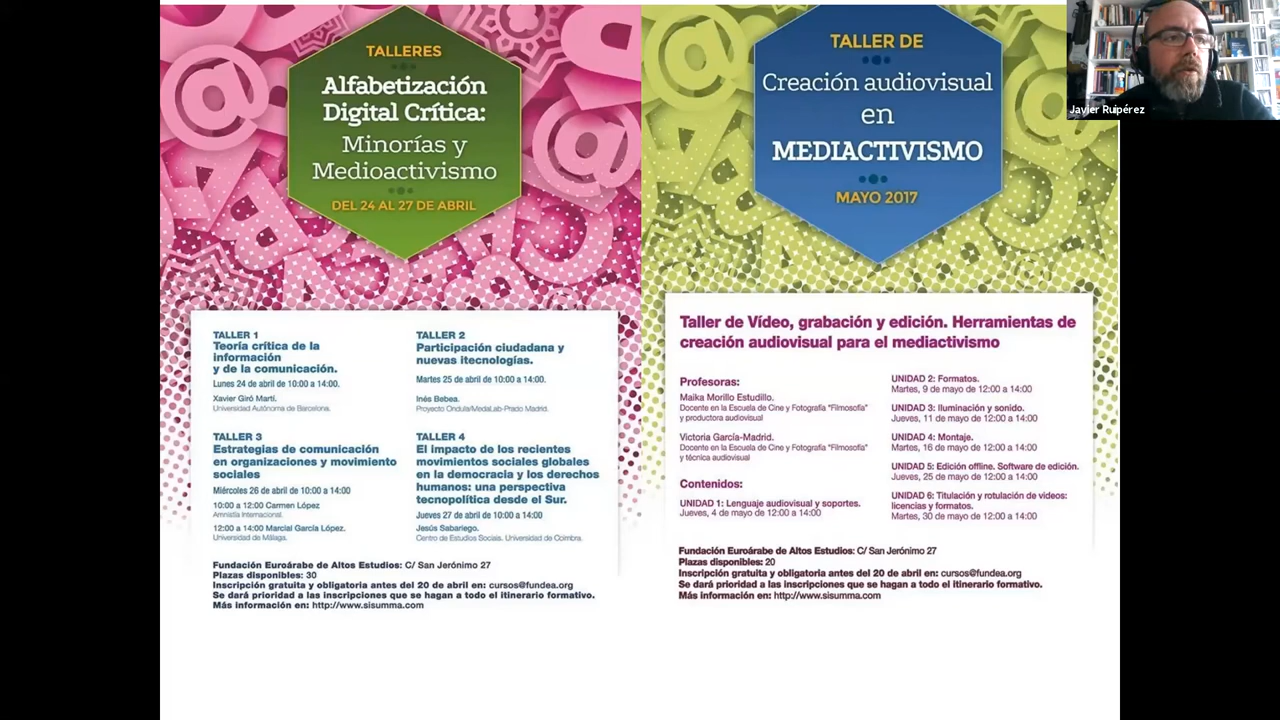 TALLERES
Alfabetización
Digital Crítica:
Minorías y
Medioactivismo
DEL 24 AL 27 DE ABRIL
TALLER 1
Teoría crítica de la
información
y de la comunicación.
Lunes 24 de abril de 10:00 a 14:00.
Xavier Giró Martí.
Universidad Autónoma de Barcelona.
TALLER 2
Participación ciudadana y
nuevas itecnologías.
Martes 25 de abril de 10:00 a 14:00.
Inés Bebea.
Proyecto Ondula/MedaLab-Prado Madrid.
TALLER 3
Estrategias de comunicación
en organizaciones y movimiento
sociales
Miércoles 26 de abril de 10:00 a 14:00
10:00 a 12:00 Carmen López
Amnistía Internacional.
12:00 a 14:00 Marcial García López.
Universidad de Málaga.
TALLER 4
El impacto de los recientes
movimientos sociales globales
en la democracia y los derechos
humanos: una perspectiva
tecnopolítica desde el Sur.
Jueves 27 de abril de 10:00 a 14:00
Jesús Sabariego.
Centro de Estudios Sociais. Universidade de Coimbra.
Fundación Euroárabe de Altos Estudios: C/ San Jerónimo 27
Plazas disponibles: 30
Inscripción gratuita y obligatoria antes del 20 de abril en: cursos@fundea.org
Se dará prioridad a las inscripciones que se hagan a todo el itinerario formativo.
Más información en: http://www.sisumma.com
TALLER DE
Creación audiovisual
en
MEDIACTIVISMO
MAYO 2017
Taller de Vídeo, grabación y edición. Herramientas de
creación audiovisual para el mediactivismo
Profesoras:
Maika Morillo Estudillo.
Docente en la Escuela de Cine y Fotografía "Filmosofía"
y productora audiovisual
Victoria García-Madrid.
Docente en la Escuela de Cine y Fotografía "Filmosofía"
y técnica audiovisual
Contenidos:
UNIDAD 1: Lenguaje audiovisual y soportes.
Jueves, 4 de mayo de 12:00 a 14:00
UNIDAD 2: Formatos.
Martes, 9 de mayo de 12:00 a 14:00
UNIDAD 3: Iluminación y sonido.
Jueves, 11 de mayo de 12:00 a 14:00
UNIDAD 4: Montaje.
Martes, 16 de mayo de 12:00 a 14:00
UNIDAD 5: Edición offline. Software de edición.
Jueves, 25 de mayo de 12:00 a 14:00
UNIDAD 6: Titulación y rotulación de videos:
licencias y formatos.
Martes, 30 de mayo de 12:00 a 14:00
Fundación Euroárabe de Altos Estudios: C/ San Jerónimo 27
Plazas disponibles: 20
Inscripción gratuita y obligatoria antes del 20 de abril en: cursos@fundea.org
Se dará prioridad a las inscripciones que se hagan a todo el itinerario formativo.
Más información en: http://www.sisumma.com
Javier Ruipérez